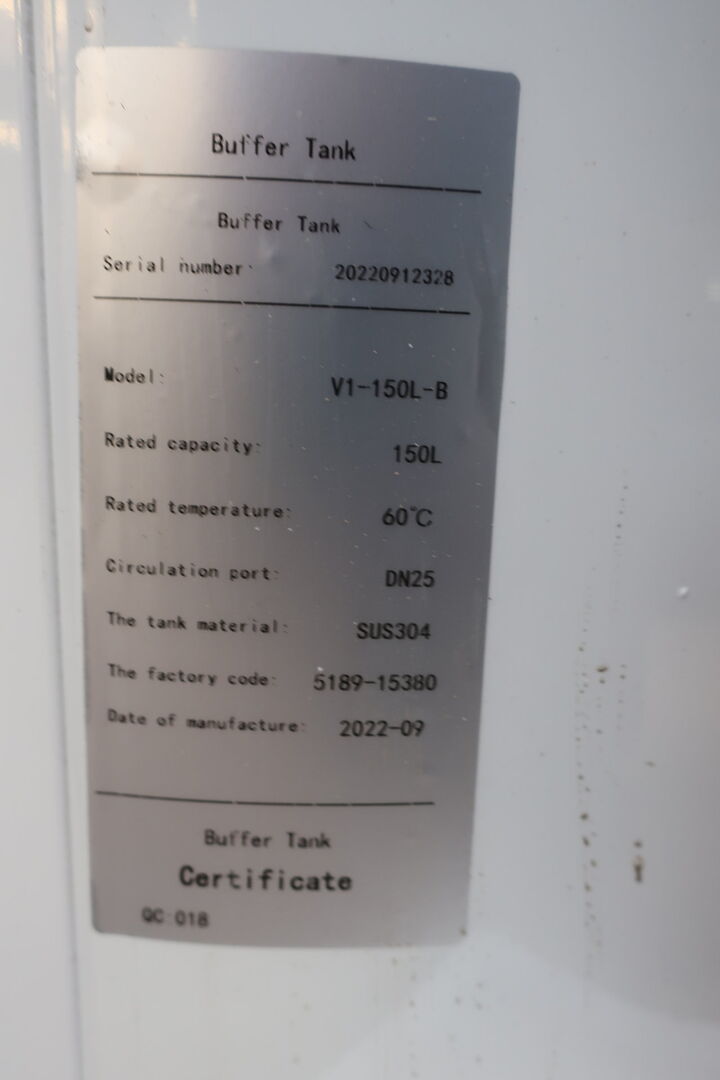 Buffer Tank
Buffer Tank
Serial number: 20220912328
Model: V1-150L-B
Rated capacity: 150L
Rated temperature: 60℃
Circulation port: DN25
The tank material: SUS304
The factory code: 5189-15380
Date of manufacture: 2022-09
Buffer Tank
Certificate
QC 018